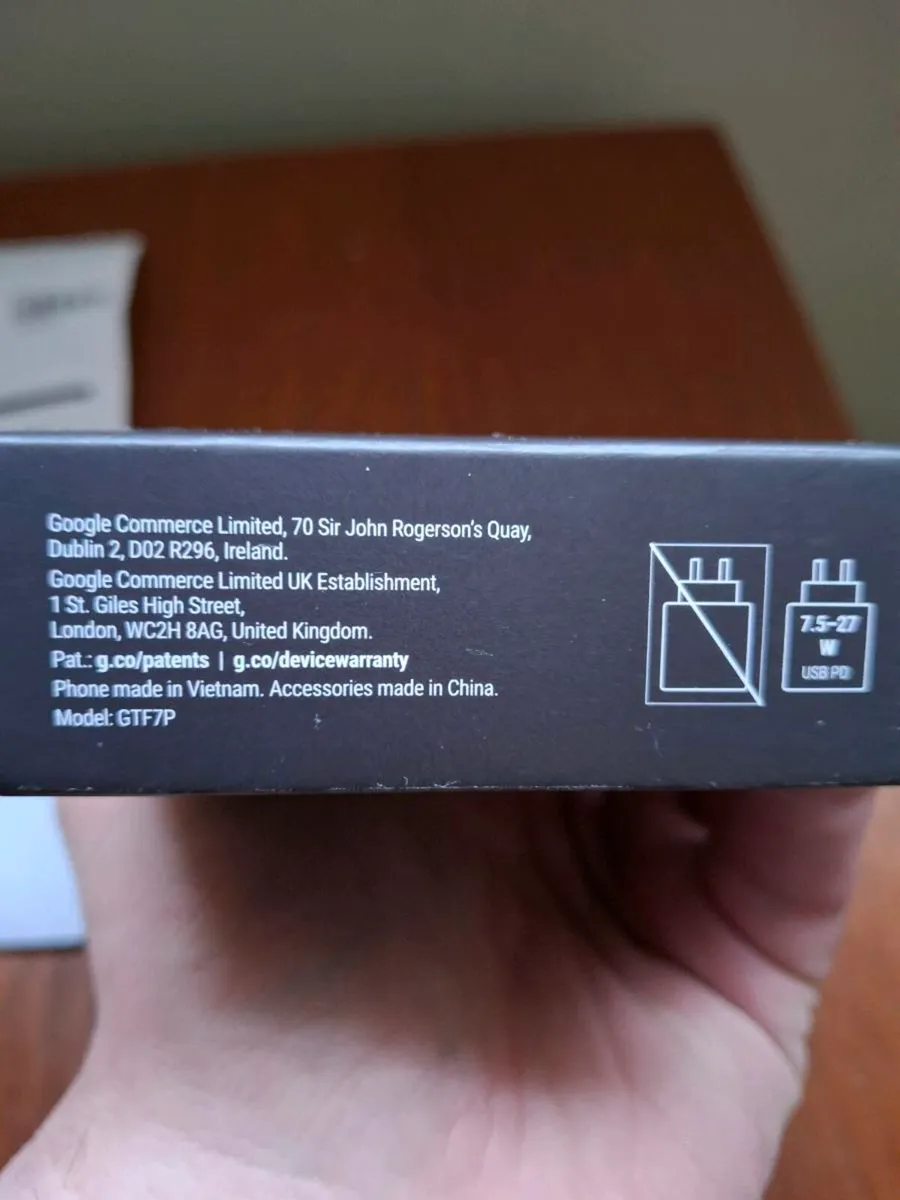 Google Commerce Limited, 70 Sir John Rogerson's Quay,
Dublin 2, D02 R296, Ireland.
Google Commerce Limited UK Establishment,
1 St. Giles High Street,
London, WC2H 8AG, United Kingdom.
Pat.: g.co/patents | g.co/devicewarranty
Phone made in Vietnam. Accessories made in China.
Model: GTF7P
7.5-27
W
USB PD